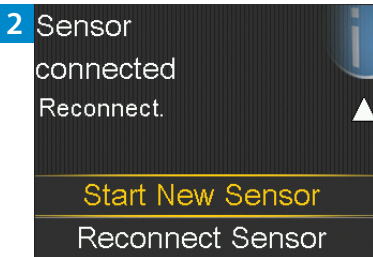 2
Sensor
connected
Reconnect.
Start New Sensor
Reconnect Sensor